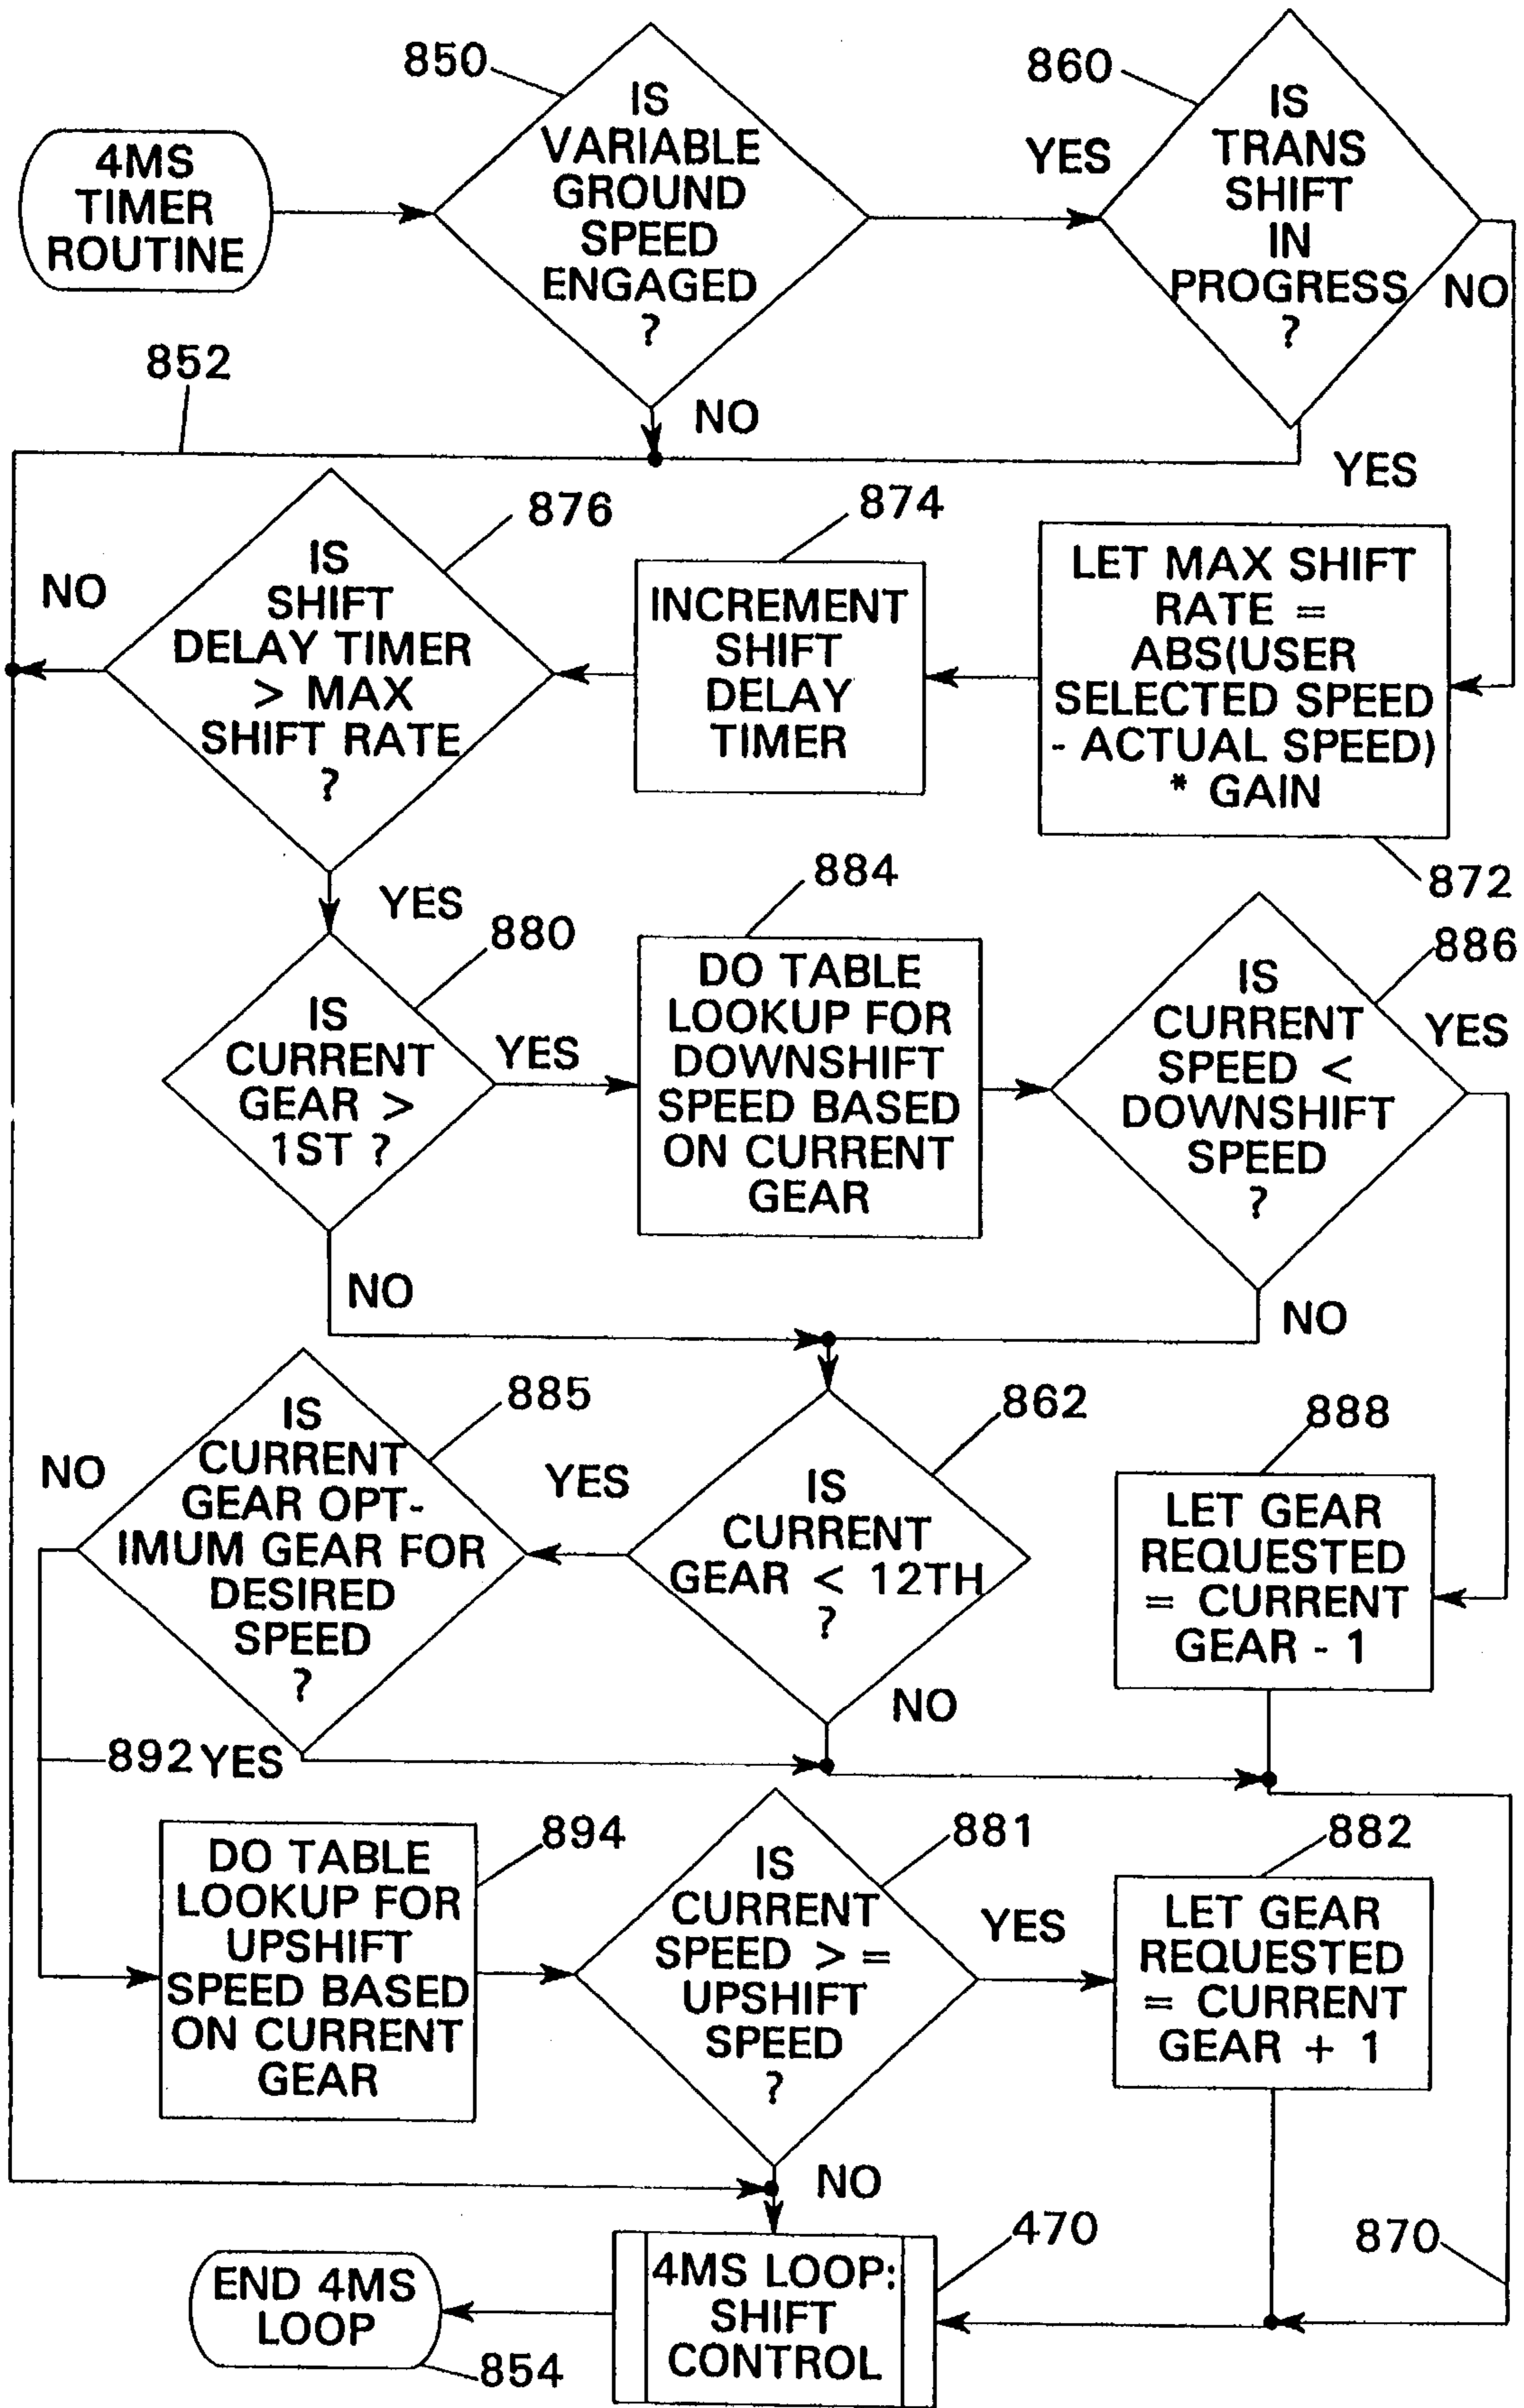 850
860
IS
VARIABLE
GROUND
SPEED
ENGAGED
?
YES
IS
TRANS
SHIFT
IN
PROGRESS
?
4MS
TIMER
ROUTINE
NO
852
NO
YES
876
874
NO
IS
SHIFT
DELAY TIMER
> MAX
SHIFT RATE
?
INCREMENT
SHIFT
DELAY
TIMER
LET MAX SHIFT
RATE =
ABS(USER
SELECTED SPEED
- ACTUAL SPEED)
* GAIN
872
YES
880
884
886
IS
CURRENT
GEAR >
1ST ?
YES
DO TABLE
LOOKUP FOR
DOWNSHIFT
SPEED BASED
ON CURRENT
GEAR
IS
CURRENT
SPEED <
DOWNSHIFT
SPEED
?
YES
NO
NO
885
862
888
NO
IS
CURRENT
GEAR OPT-
IMUM GEAR FOR
DESIRED
SPEED
?
YES
IS
CURRENT
GEAR < 12TH
?
LET GEAR
REQUESTED
= CURRENT
GEAR - 1
NO
892
YES
894
881
882
DO TABLE
LOOKUP FOR
UPSHIFT
SPEED BASED
ON CURRENT
GEAR
IS
CURRENT
SPEED > =
UPSHIFT
SPEED
?
YES
LET GEAR
REQUESTED
= CURRENT
GEAR + 1
NO
470
870
END 4MS
LOOP
854
4MS LOOP:
SHIFT
CONTROL